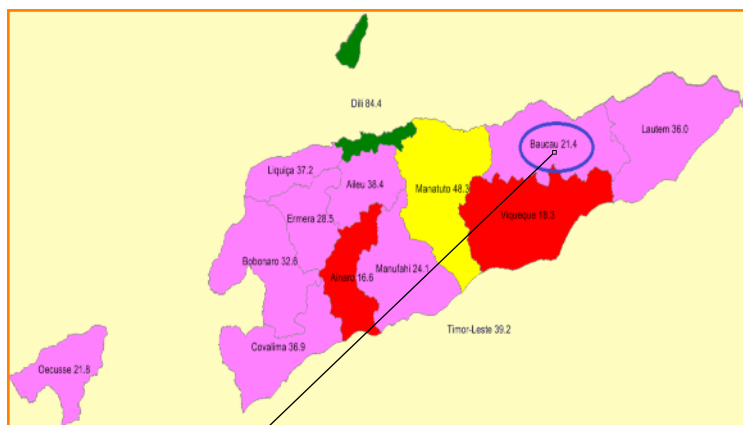 Dili 84.4
Lautem 36.0
Baucau 21.4
Liquiça 37.2
Aileu 38.4
Manatuto 48.3
Ermera 28.5
Viqueque 18.3
Bobonaro 32.6
Manufahi 24.1
Ainaro 16.6
Timor-Leste 39.2
Covalima 36.9
Oecusse 21.8